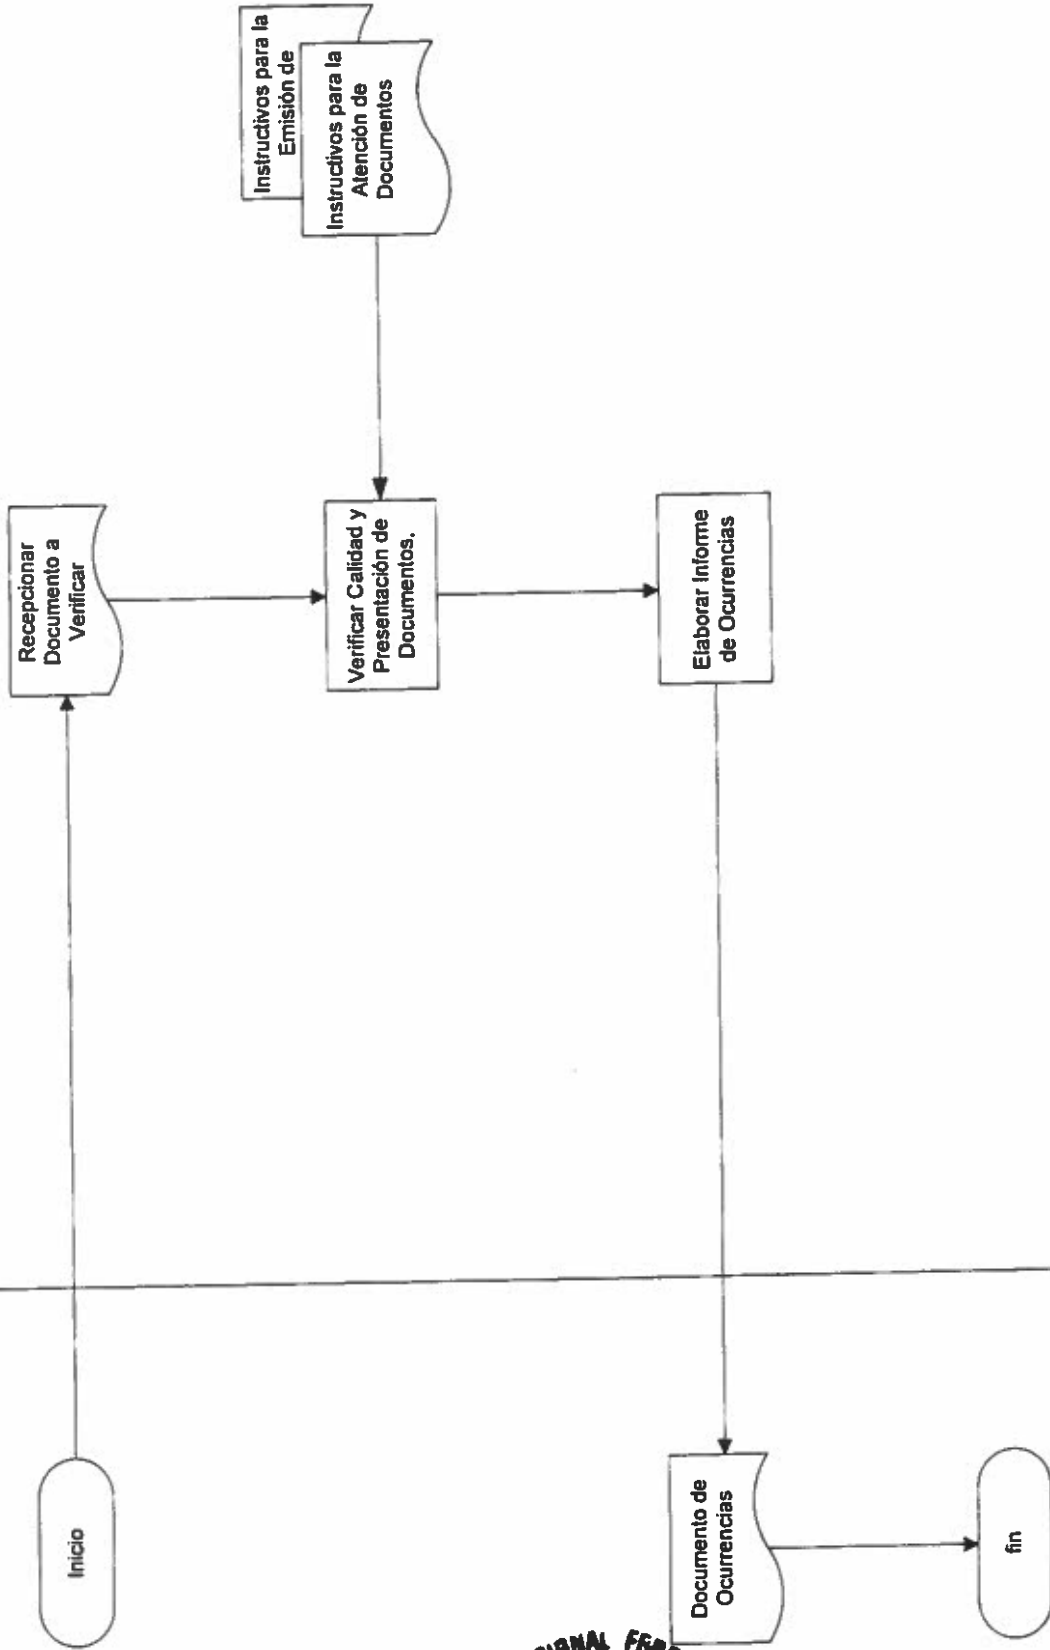 Inicio
Recepcionar
Documento a
Verificar
Instructivos para la
Emisión de
Instructivos para la
Atención de
Documentos
Verificar Calidad y
Presentación de
Documentos.
Elaborar Informe
de Ocurrencias
Documento de
Ocurrencias
fin